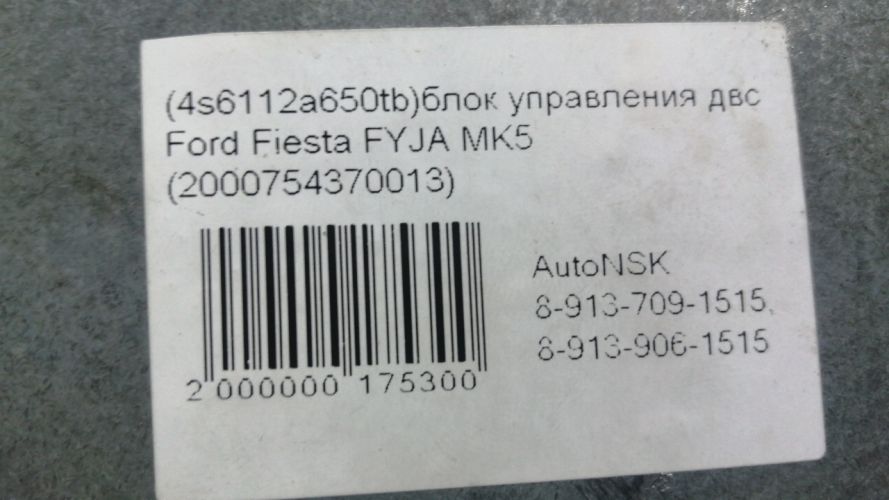 (4s6112a650tb)блок управления двс
Ford Fiesta FYJA MK5
(2000754370013)
AutoNSK
8-913-709-1515,
8-913-906-1515
2 000000 175300